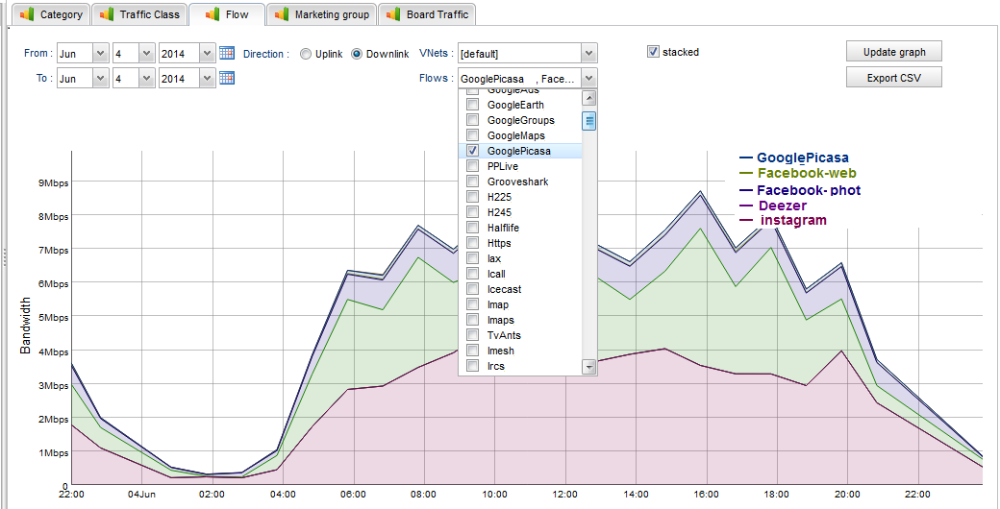 Category Traffic Class Flow Marketing group Board Traffic
From : Jun 4 2014 Direction : Uplink Downlink VNets : [default] stacked Update graph
To : Jun 4 2014 Flows : GooglePicasa , Face... Export CSV
GoogleAds
GoogleEarth
GoogleGroups
GoogleMaps
GooglePicasa
PPLive
Grooveshark
H225
H245
Halflife
Https
Iax
Icall
Icecast
Imap
Imaps
TvAnts
Imesh
Ircs
GooglePicasa
Facebook-web
Facebook- phot
Deezer
instagram
Bandwidth
9Mbps
8Mbps
7Mbps
6Mbps
5Mbps
4Mbps
3Mbps
2Mbps
1Mbps
0
22:00 04Jun 02:00 04:00 06:00 08:00 10:00 12:00 14:00 16:00 18:00 20:00 22:00